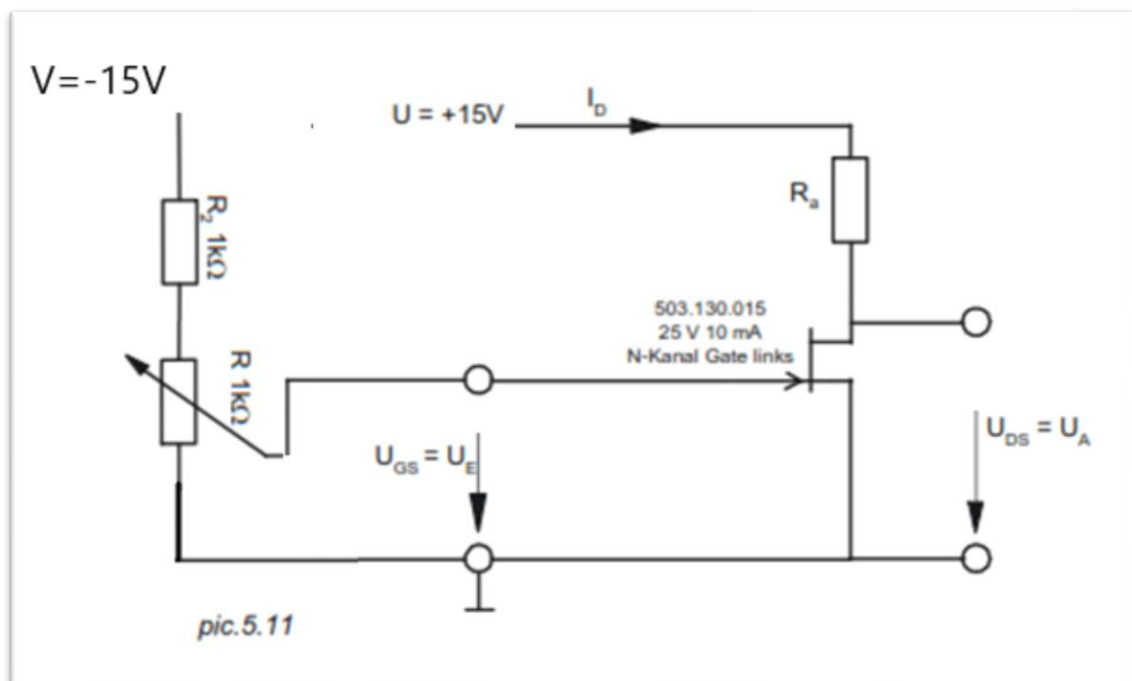 V=-15V
U = +15V
I_D
R_a
R_2 1kΩ
R 1kΩ
503.130.015
25 V 10 mA
N-Kanal Gate links
U_GS = U_E
U_DS = U_A
pic.5.11